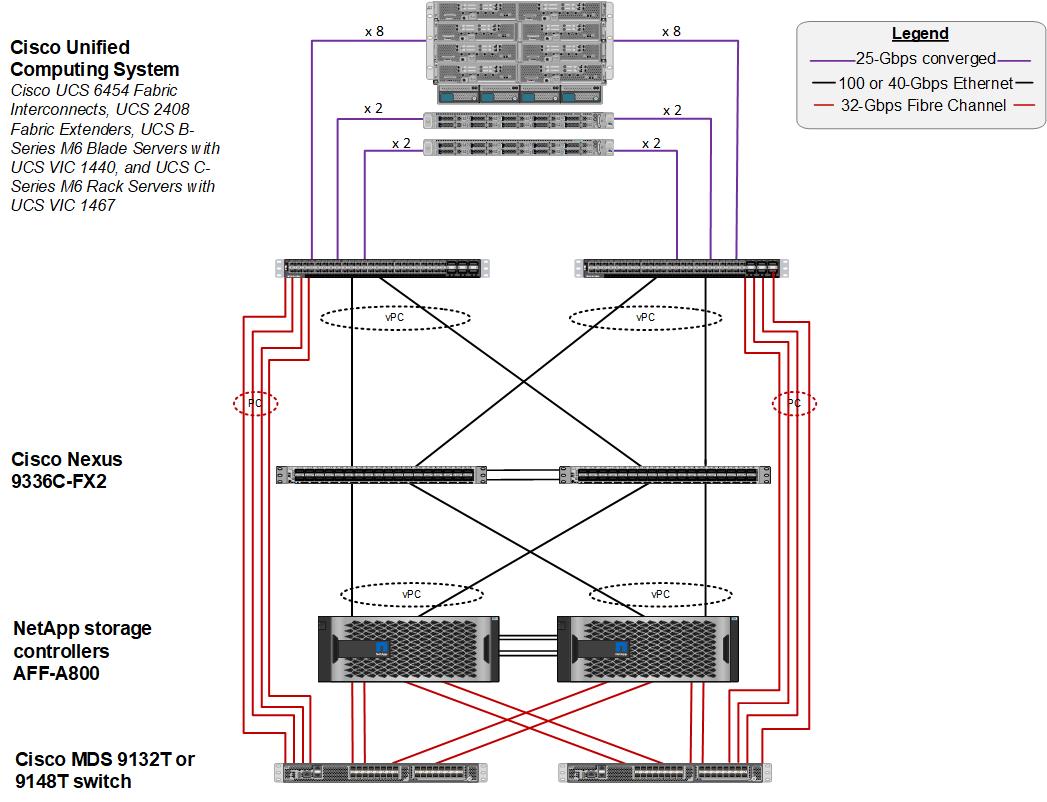 Cisco Unified
Computing System
Cisco UCS 6454 Fabric
Interconnects, UCS 2408
Fabric Extenders, UCS B-
Series M6 Blade Servers with
UCS VIC 1440, and UCS C-
Series M6 Rack Servers with
UCS VIC 1467
x 8
x 8
x 2
x 2
x 2
x 2
Legend
25-Gbps converged
100 or 40-Gbps Ethernet
32-Gbps Fibre Channel
vPC
vPC
PC
PC
Cisco Nexus
9336C-FX2
vPC
vPC
NetApp storage
controllers
AFF-A800
NetApp
NetApp
Cisco MDS 9132T or
9148T switch